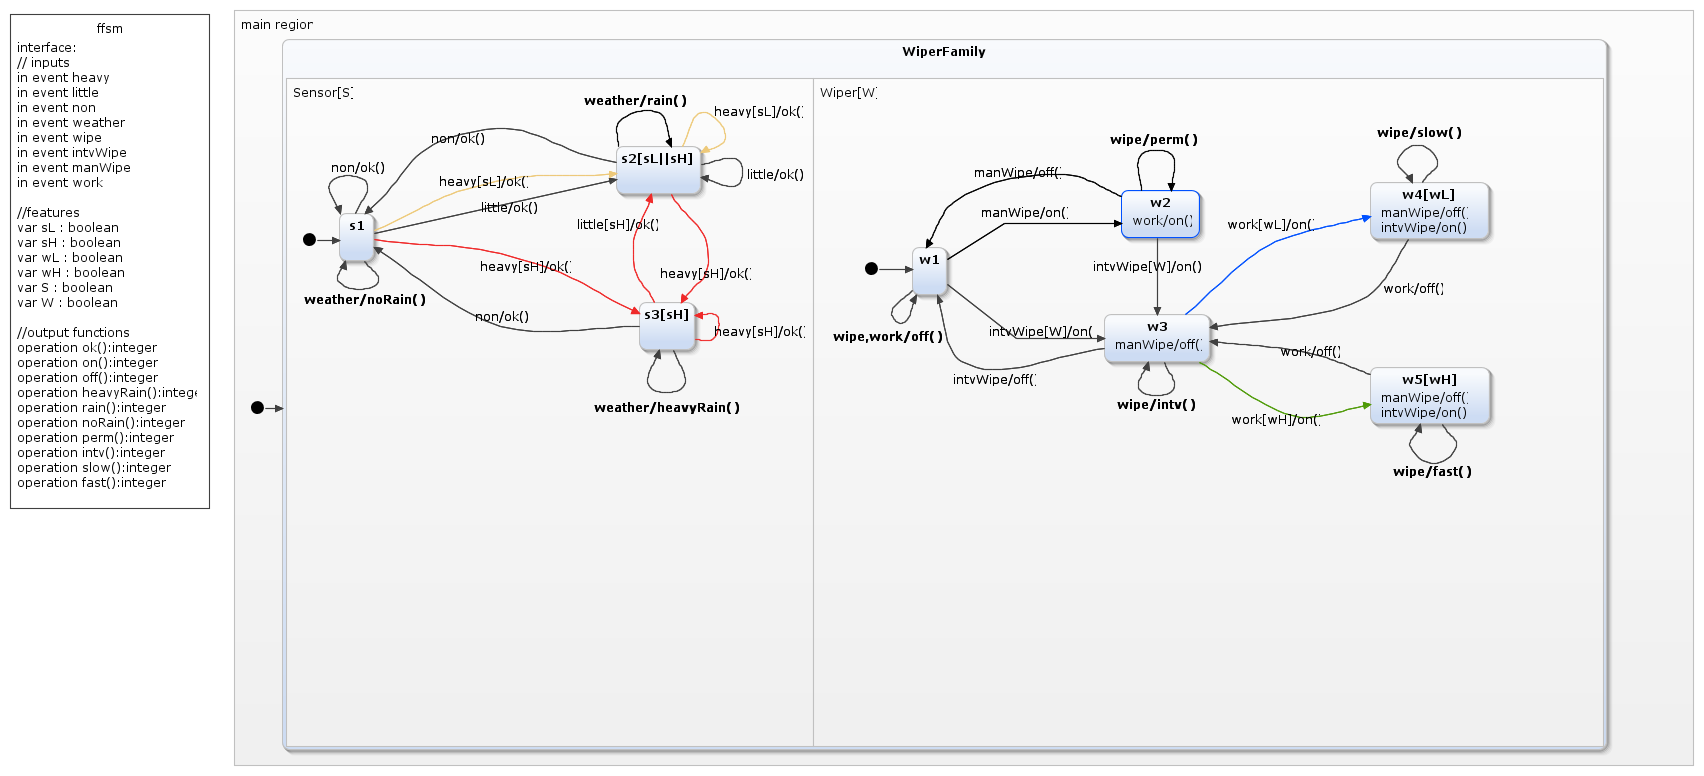 ffsm
interface:
// inputs
in event heavy
in event little
in event non
in event weather
in event wipe
in event intvWipe
in event manWipe
in event work
//features
var sL : boolean
var sH : boolean
var wL : boolean
var wH : boolean
var S : boolean
var W : boolean
//output functions
operation ok():integer
operation on():integer
operation off():integer
operation heavyRain():intege
operation rain():integer
operation noRain():integer
operation perm():integer
operation intv():integer
operation slow():integer
operation fast():integer
main region
WiperFamily
Sensor[S]
weather/rain()
heavy[sL]/ok()
non/ok()
s2[sL||sH]
non/ok()
heavy[sL]/ok()
little/ok()
little/ok()
s1
little[sH]/ok()
heavy[sH]/ok()
heavy[sH]/ok()
weather/noRain()
s3[sH]
non/ok()
heavy[sH]/ok()
weather/heavyRain()
Wiper[W]
wipe/perm()
wipe/slow()
manWipe/off()
w2
work/on()
manWipe/on()
w4[wL]
manWipe/off()
intvWipe/on()
work[wL]/on()
w1
intvWipe[W]/on()
work/off()
wipe,work/off()
intvWipe[W]/on(
w3
manWipe/off()
work/off()
intvWipe/off()
w5[wH]
manWipe/off()
intvWipe/on()
wipe/intv()
work[wH]/on()
wipe/fast()